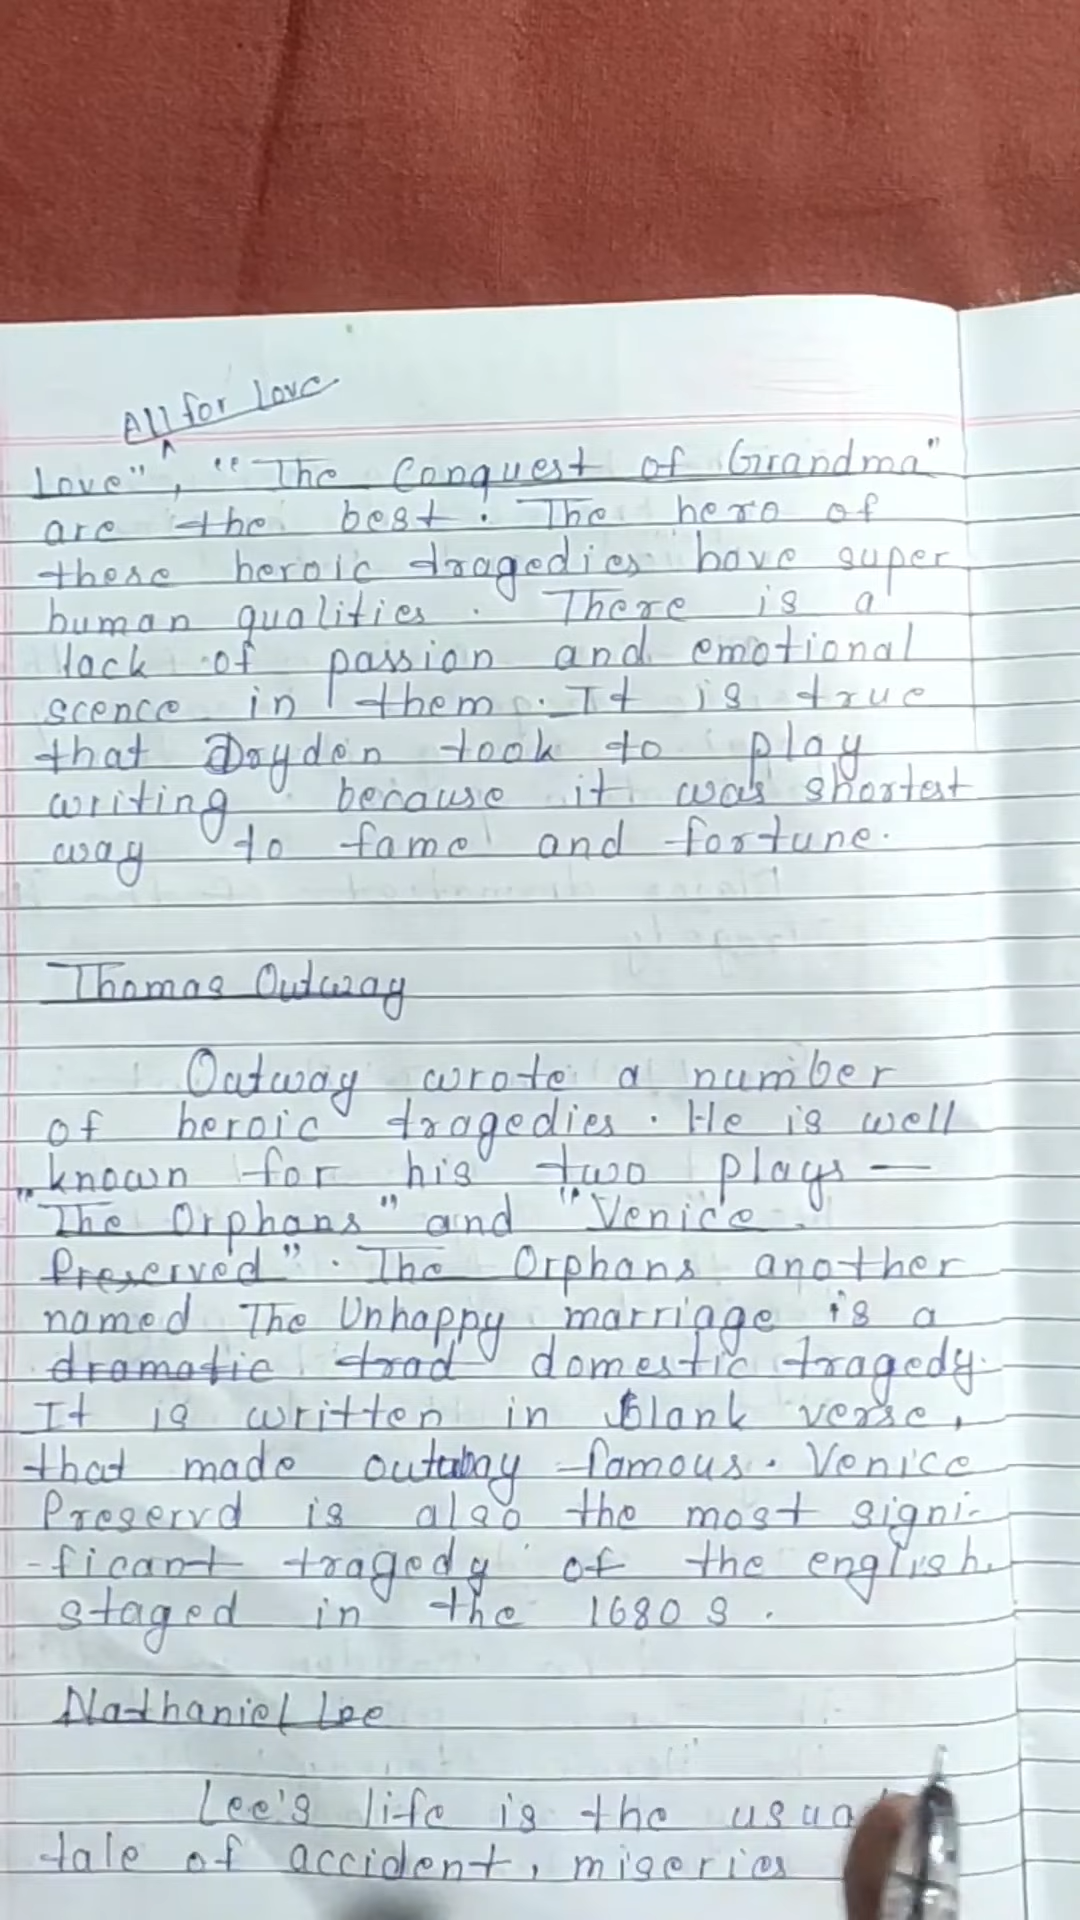 All for Love
Love", "The Conquest of Grandma"
are the best. The hero of
these heroic tragedies have super
human qualities. There is a
lack of passion and emotional
scence in them. It is true
that Dryden took to play
writing because it was shortest
way to fame and fortune.
Thomas Outway
Outway wrote a number
of heroic tragedies. He is well
known for his two plays —
"The Orphans" and "Venice
Preserved". The Orphans another
named The Unhappy marriage is a
dramatic trad domestic tragedy.
It is written in blank verse,
that made outway famous. Venice
Preservd is also the most signi-
-ficant tragedy of the english
staged in the 1680s.
Nathaniel Lee
Lee's life is the usual
tale of accident, miseries